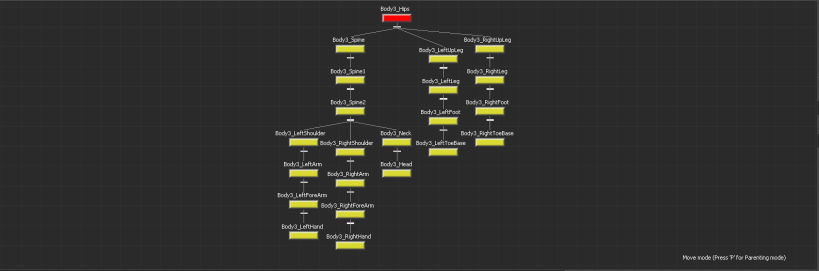 Body3_Hips
Body3_Spine
Body3_LeftUpLeg
Body3_RightUpLeg
Body3_Spine1
Body3_LeftLeg
Body3_RightLeg
Body3_Spine2
Body3_LeftFoot
Body3_RightFoot
Body3_LeftShoulder
Body3_RightShoulder
Body3_Neck
Body3_LeftToeBase
Body3_RightToeBase
Body3_LeftArm
Body3_RightArm
Body3_Head
Body3_LeftForeArm
Body3_RightForeArm
Body3_LeftHand
Body3_RightHand
Move mode (Press 'P' for Parenting mode)